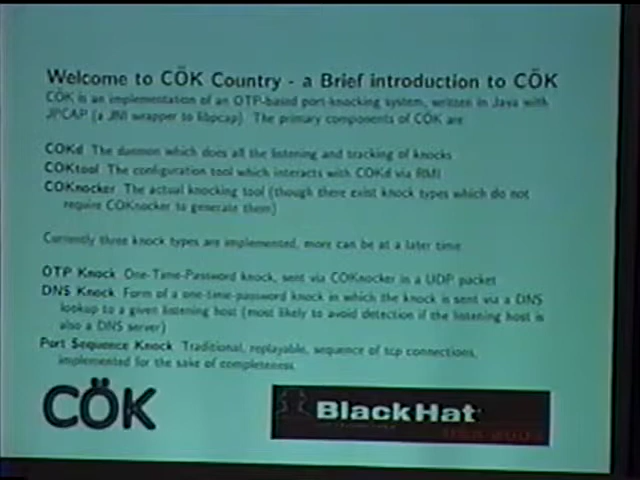 Welcome to CÖK Country - a Brief introduction to CÖK
CÖK is an implementation of an OTP-based port-knocking system, written in Java with
JPCAP (a JNI wrapper to libpcap). The primary components of CÖK are
COKd The daemon which does all the listening and tracking of knocks
COKtool The configuration tool which interacts with COKd via RMI
COKnocker The actual knocking tool (though there exist knock types which do not
require COKnocker to generate them)
Currently three knock types are implemented, more can be at a later time
OTP Knock One-Time-Password knock, sent via COKnocker in a UDP packet
DNS Knock Form of a one-time-password knock in which the knock is sent via a DNS
lookup to a given listening host (most likely to avoid detection if the listening host is
also a DNS server)
Port Sequence Knock Traditional, replayable, sequence of tcp connections,
implemented for the sake of completeness
CÖK
Black Hat